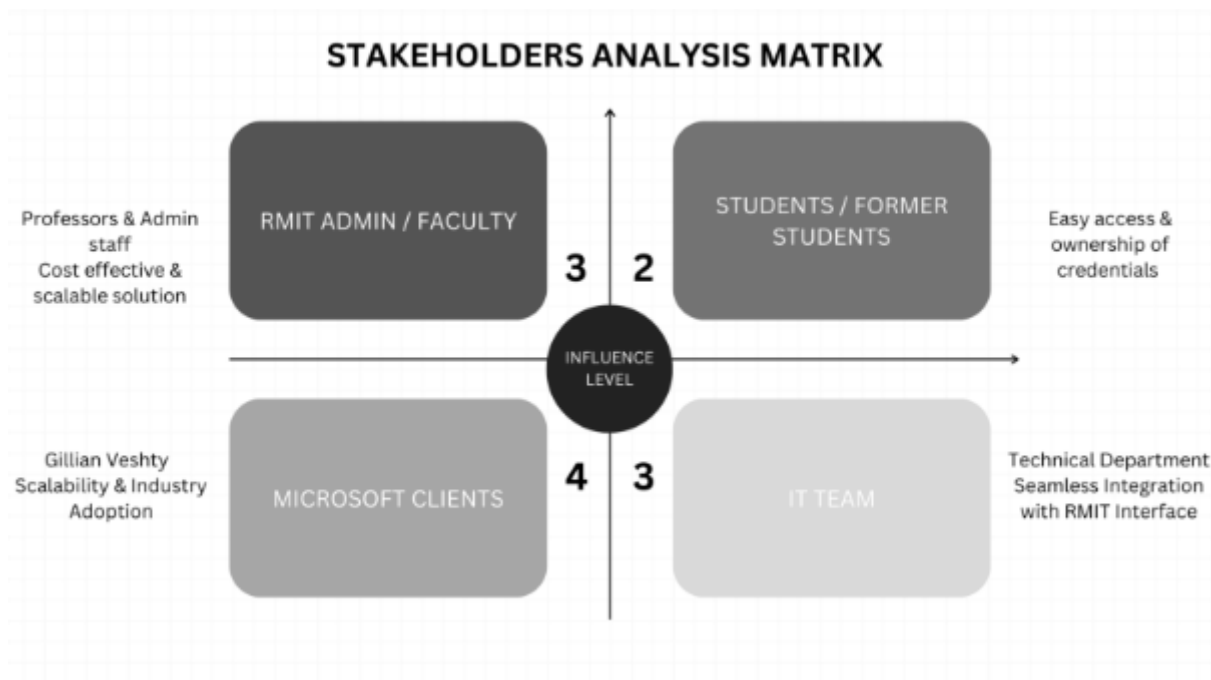 STAKEHOLDERS ANALYSIS MATRIX
Professors & Admin
staff
Cost effective &
scalable solution
RMIT ADMIN / FACULTY
3
2
STUDENTS / FORMER
STUDENTS
Easy access &
ownership of
credentials
INFLUENCE
LEVEL
Gillian Veshty
Scalability & Industry
Adoption
MICROSOFT CLIENTS
4
3
IT TEAM
Technical Department
Seamless Integration
with RMIT Interface